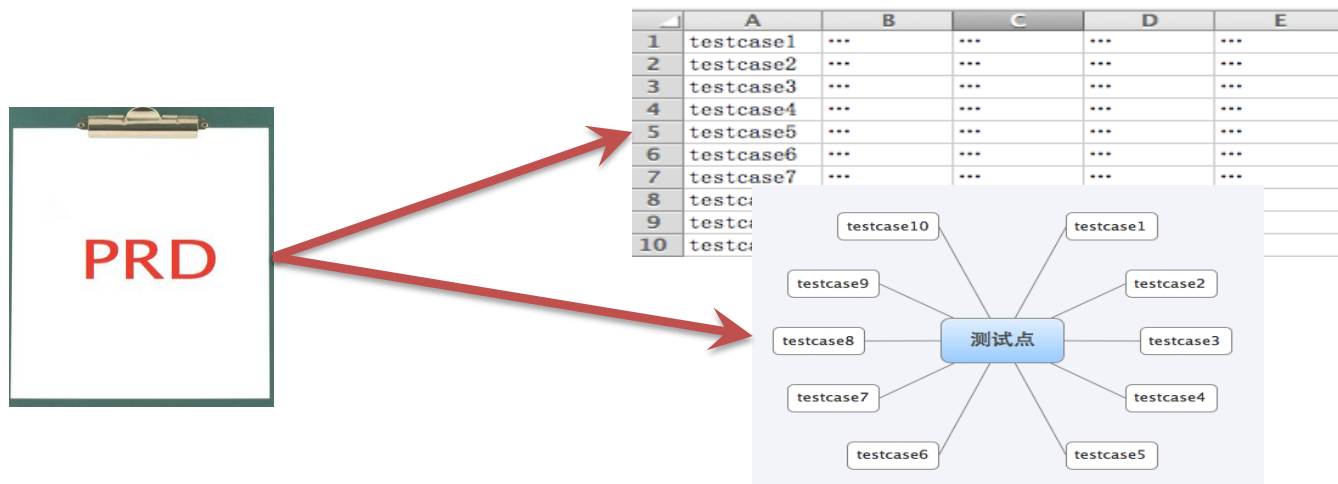 PRD
A B C D E
1 testcase1 ... ... ... ...
2 testcase2 ... ... ... ...
3 testcase3 ... ... ... ...
4 testcase4 ... ... ... ...
5 testcase5 ... ... ... ...
6 testcase6 ... ... ... ...
7 testcase7 ... ... ... ...
8
9
10
testcase10
testcase1
testcase9
testcase2
testcase8
测试点
testcase3
testcase7
testcase4
testcase6
testcase5